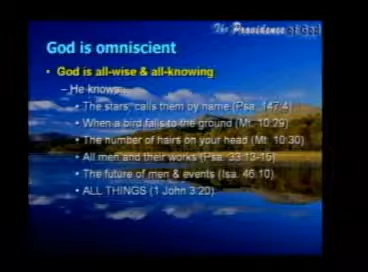 The Providence of God
God is omniscient
• God is all-wise & all-knowing
– He knows…
• The stars, calls them by name (Psa. 147:4)
• When a bird falls to the ground (Mt. 10:29)
• The number of hairs on your head (Mt. 10:30)
• All men and their works (Psa. 33:13-15)
• The future of men & events (Isa. 46:10)
• ALL THINGS (1 John 3:20)